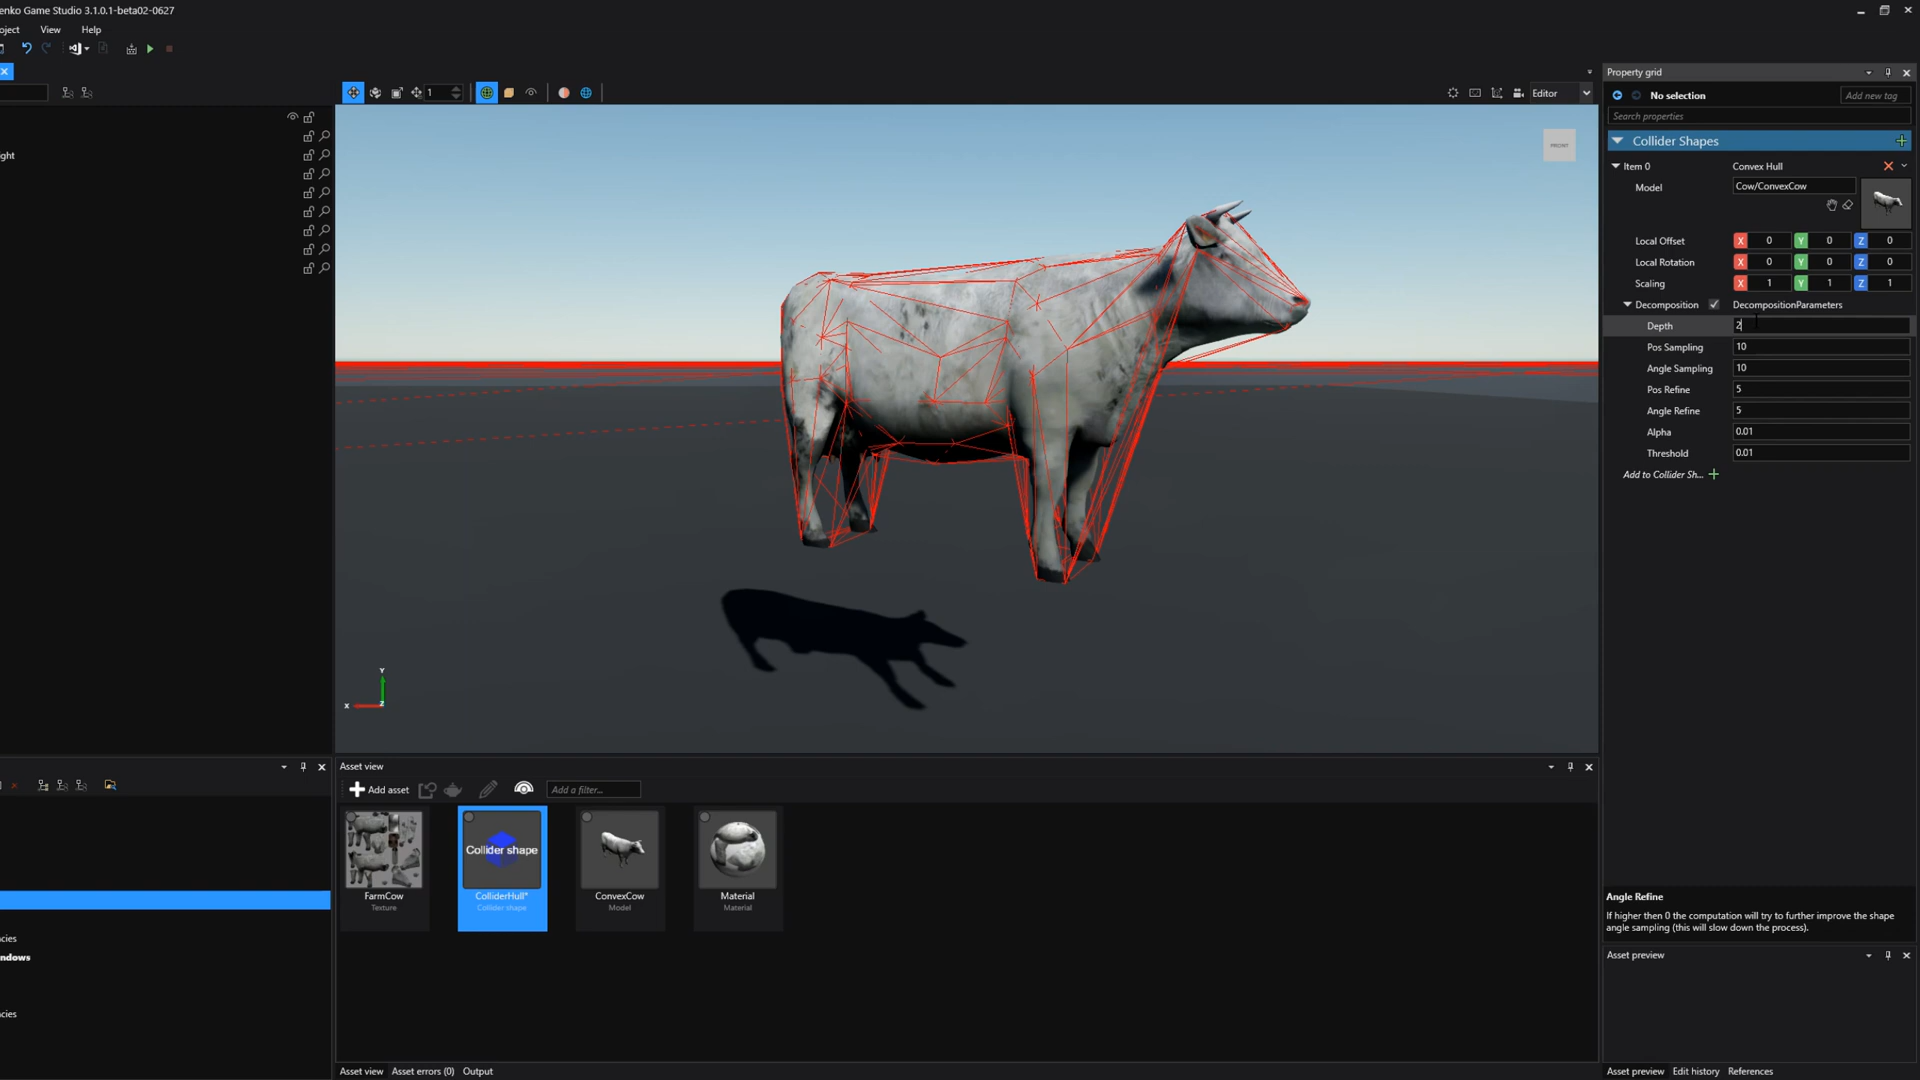 enko Game Studio 3.1.0.1-beta02-0627
oject View Help
1
Editor
ght
FRONT
Y
X
Z
Property grid
No selection
Add new tag
Search properties
Collider Shapes
Item 0 Convex Hull
Model Cow/ConvexCow
Local Offset X 0 Y 0 Z 0
Local Rotation X 0 Y 0 Z 0
Scaling X 1 Y 1 Z 1
Decomposition DecompositionParameters
Depth 2
Pos Sampling 10
Angle Sampling 10
Pos Refine 5
Angle Refine 5
Alpha 0.01
Threshold 0.01
Add to Collider Sh...
cies
ndows
cies
Asset view
Add asset
Add a filter...
FarmCow
Texture
Collider shape
ColliderHull*
Collider shape
ConvexCow
Model
Material
Material
Asset view Asset errors (0) Output
Angle Refine
If higher then 0 the computation will try to further improve the shape
angle sampling (this will slow down the process).
Asset preview
Asset preview Edit history References